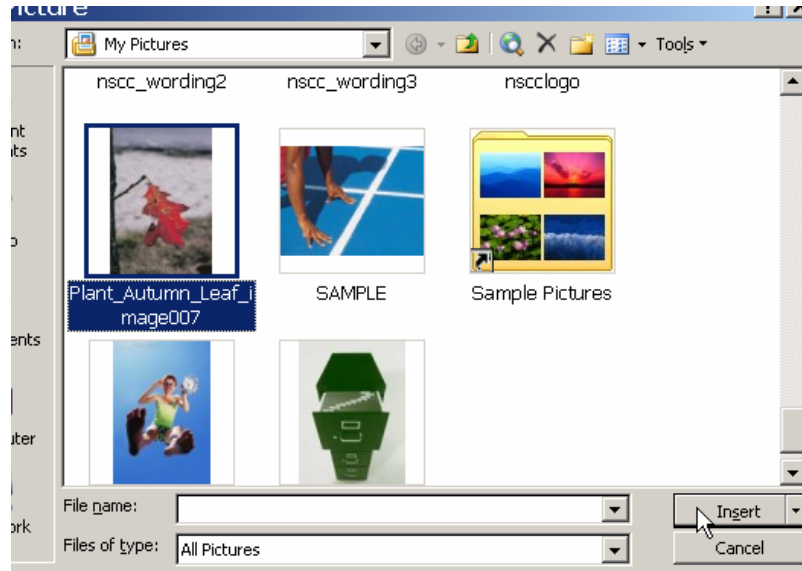 My Pictures
Tools
nscc_wording2
nscc_wording3
nscclogo
Plant_Autumn_Leaf_i
mage007
SAMPLE
Sample Pictures
File name:
Insert
Files of type:
All Pictures
Cancel